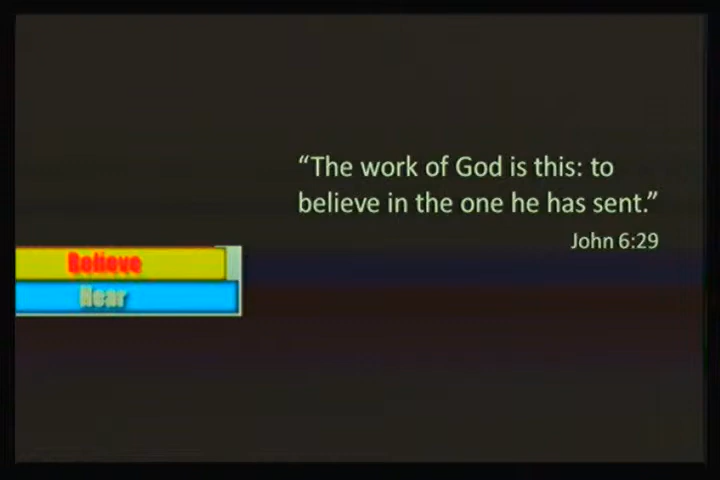 “The work of God is this: to
believe in the one he has sent.”
John 6:29
Believe
Hear